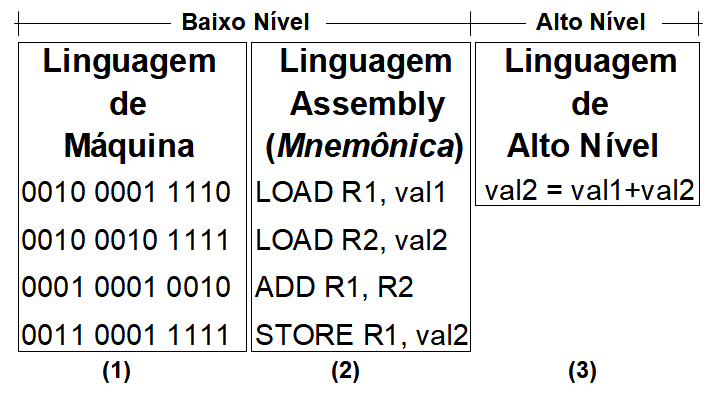 Baixo Nível
Alto Nível
Linguagem
de
Máquina
0010 0001 1110
0010 0010 1111
0001 0001 0010
0011 0001 1111
(1)
Linguagem
Assembly
(Mnemônica)
LOAD R1, val1
LOAD R2, val2
ADD R1, R2
STORE R1, val2
(2)
Linguagem
de
Alto Nível
val2 = val1+val2
(3)